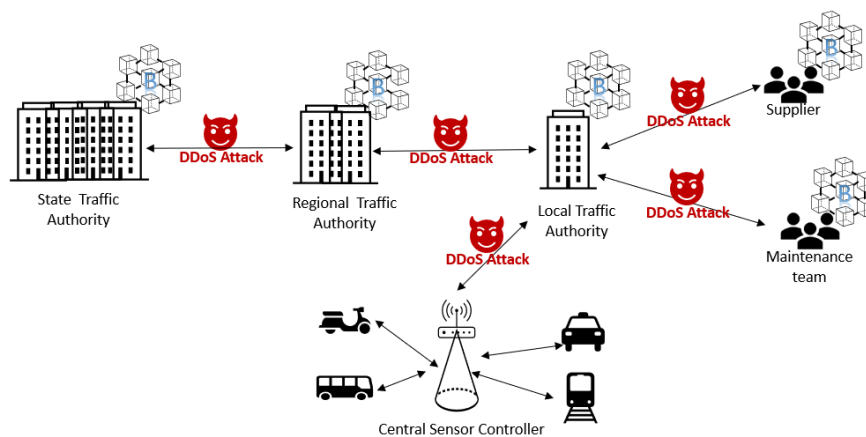 B
B
B
B
Supplier
DDoS Attack
DDoS Attack
DDoS Attack
State Traffic
Authority
Regional Traffic
Authority
Local Traffic
Authority
DDoS Attack
B
Maintenance
team
DDoS Attack
Central Sensor Controller